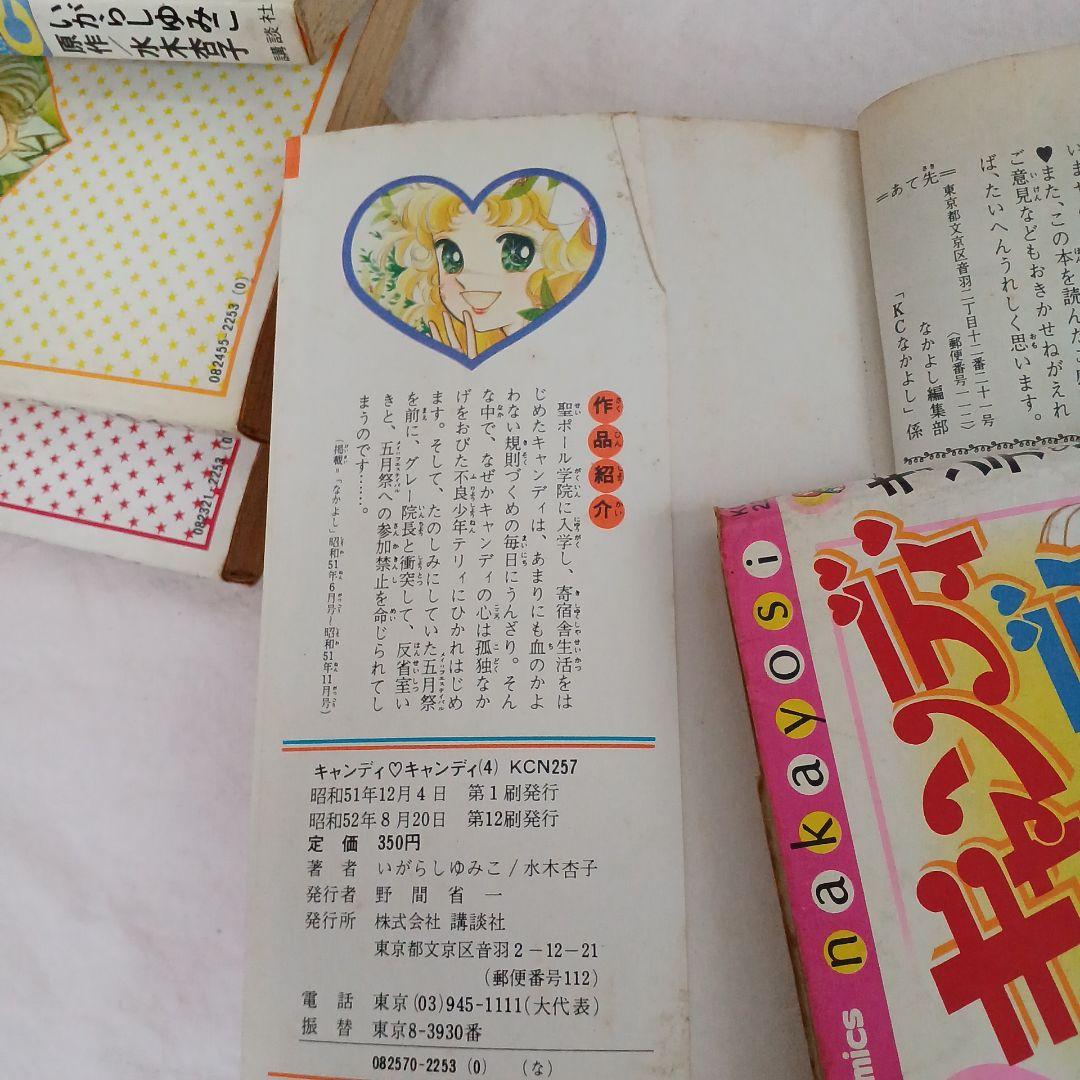 いがらしゆみこ
原作/水木杏子
講談社
082455-2253 (0)
082321-2253
作品紹介
聖ポール学院に入学し、寄宿舎生活をは
じめたキャンディは、あまりにも血のかよ
わない規則づくめの毎日にうんざり。そん
な中で、なぜかキャンディの心は孤独なか
げをおびた不良少年テリィにひかれはじめ
ます。そして、たのしみにしていた五月祭
を前に、グレー院長と衝突して、反省室い
きと、五月祭への参加禁止を命じられてし
まうのです……。
(掲載=「なかよし」昭和51年6月号~昭和51年11月号)
キャンディ♡キャンディ(4) KCN257
昭和51年12月4日 第1刷発行
昭和52年8月20日 第12刷発行
定価 350円
著者 いがらしゆみこ/水木杏子
発行者 野間省一
発行所 株式会社 講談社
東京都文京区音羽2-12-21
(郵便番号112)
電話 東京(03)945-1111(大代表)
振替 東京8-3930番
082570-2253 (0) (な)
♥また、この本を読んだ
ご意見などもおきかせねがえれ
ば、たいへんうれしく思います。
=あて先=
東京都文京区音羽二丁目十二番二十一号
(郵便番号一一二)
なかよし編集部
「KCなかよし」係
nakayosi
mics
キャンディ